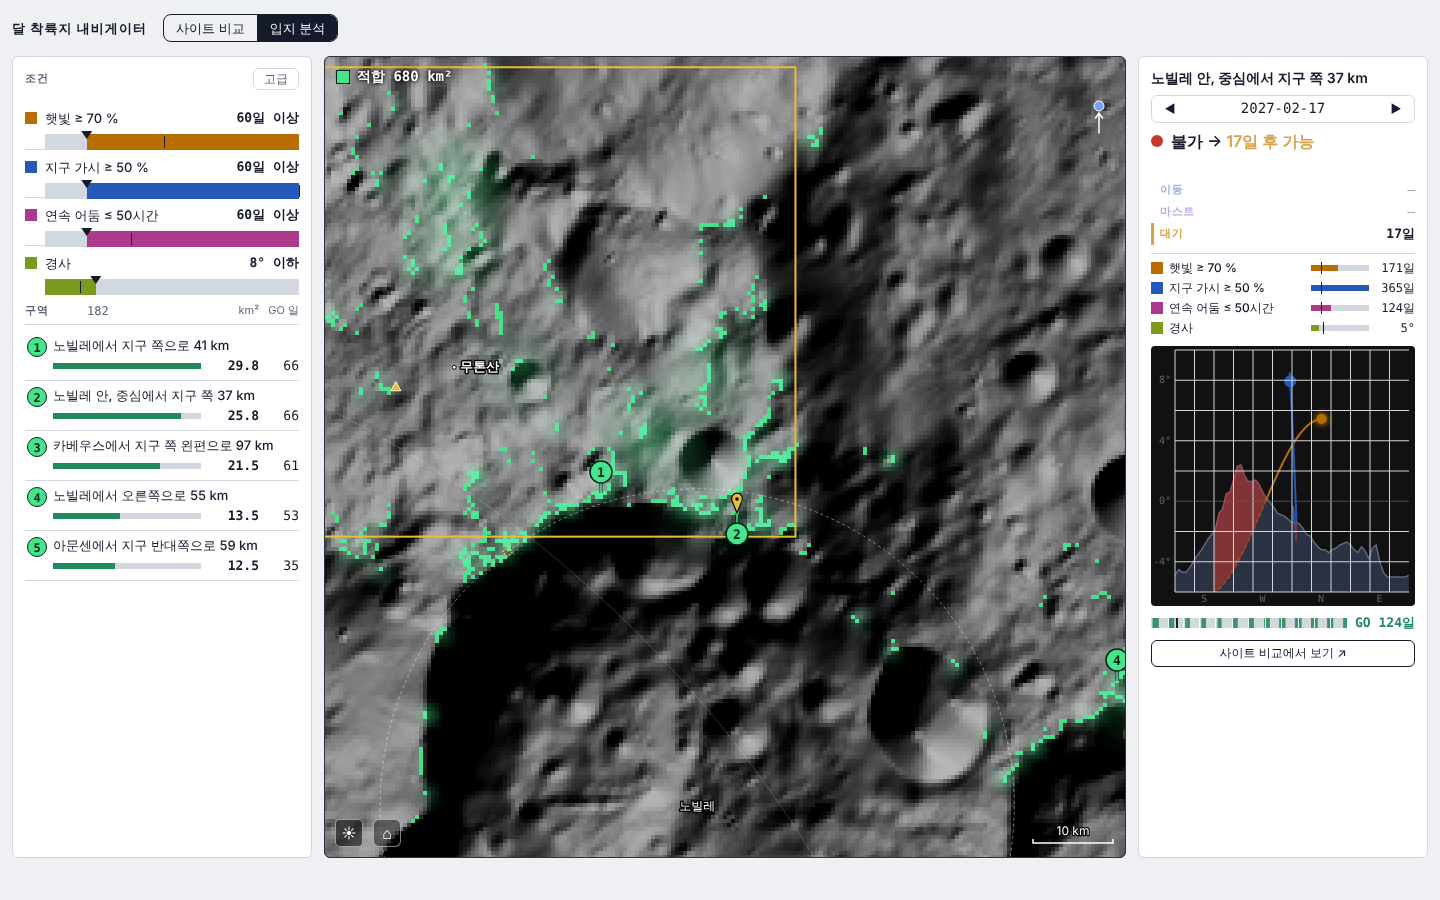 달 착륙지 내비게이터
사이트 비교
입지 분석
조건
고급
햇빛 ≥ 70 %
60일 이상
지구 가시 ≥ 50 %
60일 이상
연속 어둠 ≤ 50시간
60일 이상
경사
8° 이하
구역 182 km² GO 일
1 노빌레에서 지구 쪽으로 41 km
29.8 66
2 노빌레 안, 중심에서 지구 쪽 37 km
25.8 66
3 카베우스에서 지구 쪽 왼편으로 97 km
21.5 61
4 노빌레에서 오른쪽으로 55 km
13.5 53
5 아문센에서 지구 반대쪽으로 59 km
12.5 35
적합 680 km²
무톤산
1
2
4
노빌레
10 km
노빌레 안, 중심에서 지구 쪽 37 km
◀ 2027-02-17 ▶
불가 → 17일 후 가능
이동 –
마스트 –
대기 17일
햇빛 ≥ 70 % 171일
지구 가시 ≥ 50 % 365일
연속 어둠 ≤ 50시간 124일
경사 5°
8°
4°
0°
-4°
S W N E
GO 124일
사이트 비교에서 보기 ↗